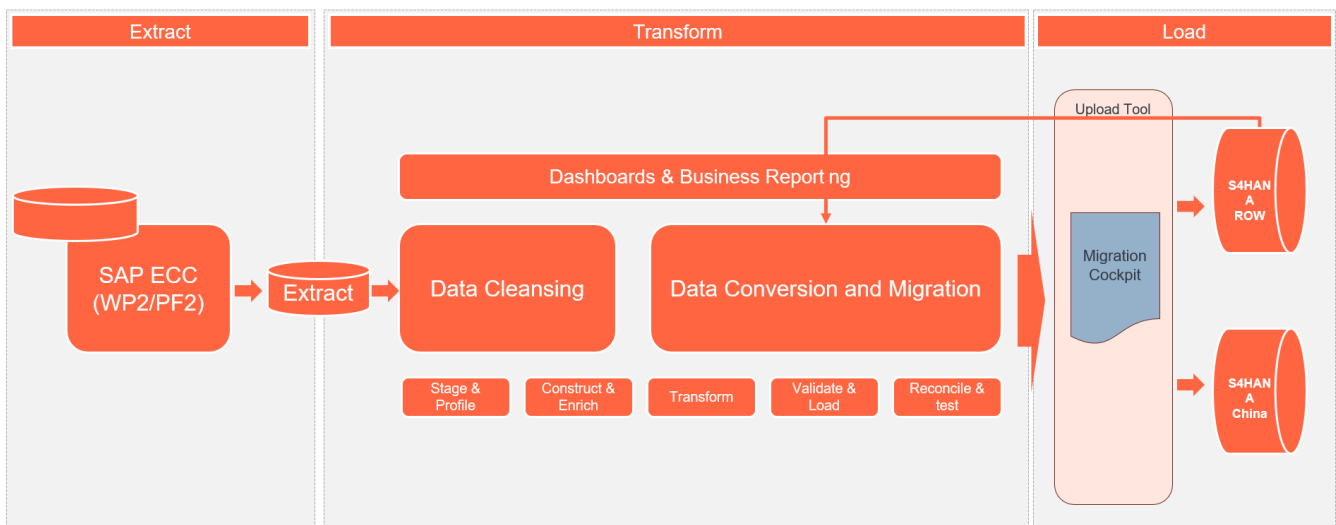 Extract
Transform
Load
Upload Tool
Dashboards & Business Report ng
S4HAN
A
ROW
SAP ECC
(WP2/PF2)
Extract
Data Cleansing
Data Conversion and Migration
Migration
Cockpit
Stage &
Profile
Construct &
Enrich
Transform
Validate &
Load
Reconcile &
test
S4HAN
A
China